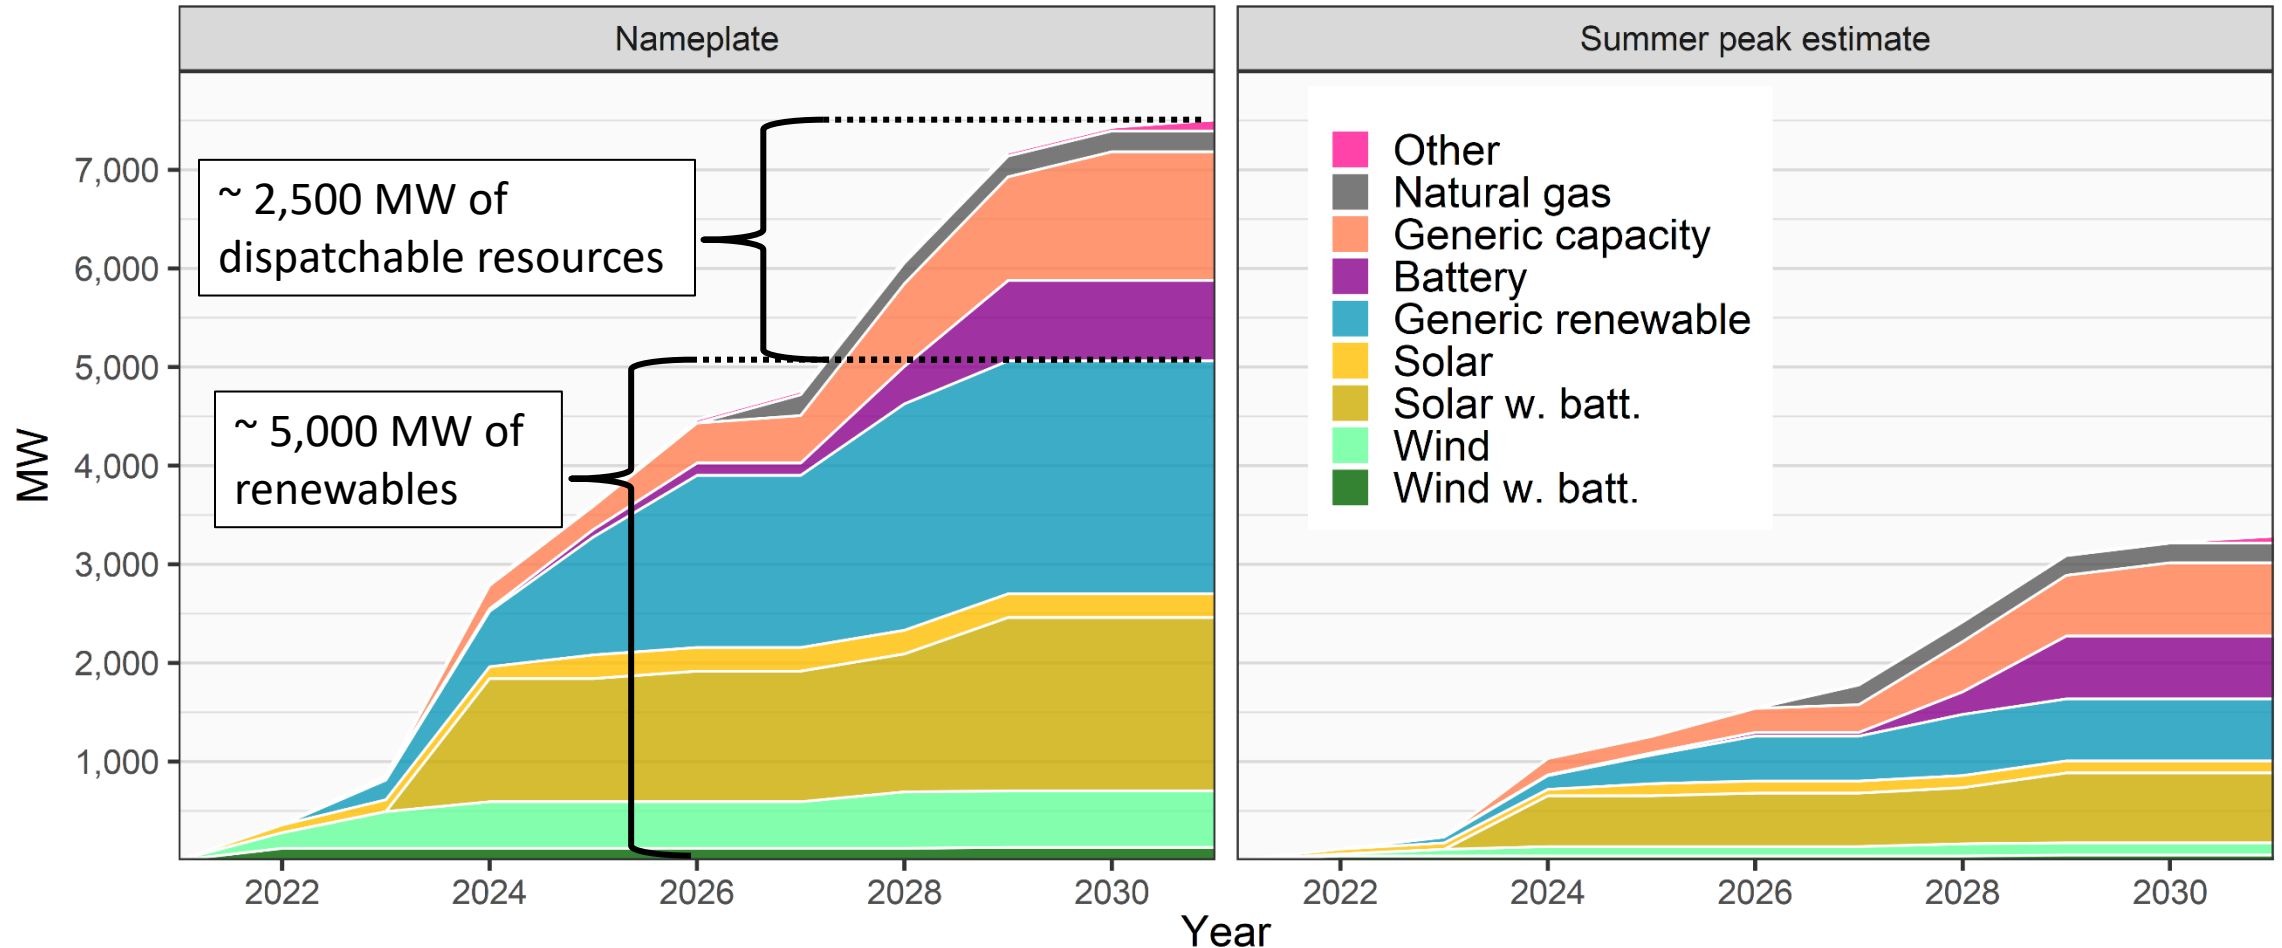 Nameplate
Summer peak estimate
MW
7,000
6,000
5,000
4,000
3,000
2,000
1,000
~ 2,500 MW of
dispatchable resources
~ 5,000 MW of
renewables
Other
Natural gas
Generic capacity
Battery
Generic renewable
Solar
Solar w. batt.
Wind
Wind w. batt.
2022 2024 2026 2028 2030
2022 2024 2026 2028 2030
Year